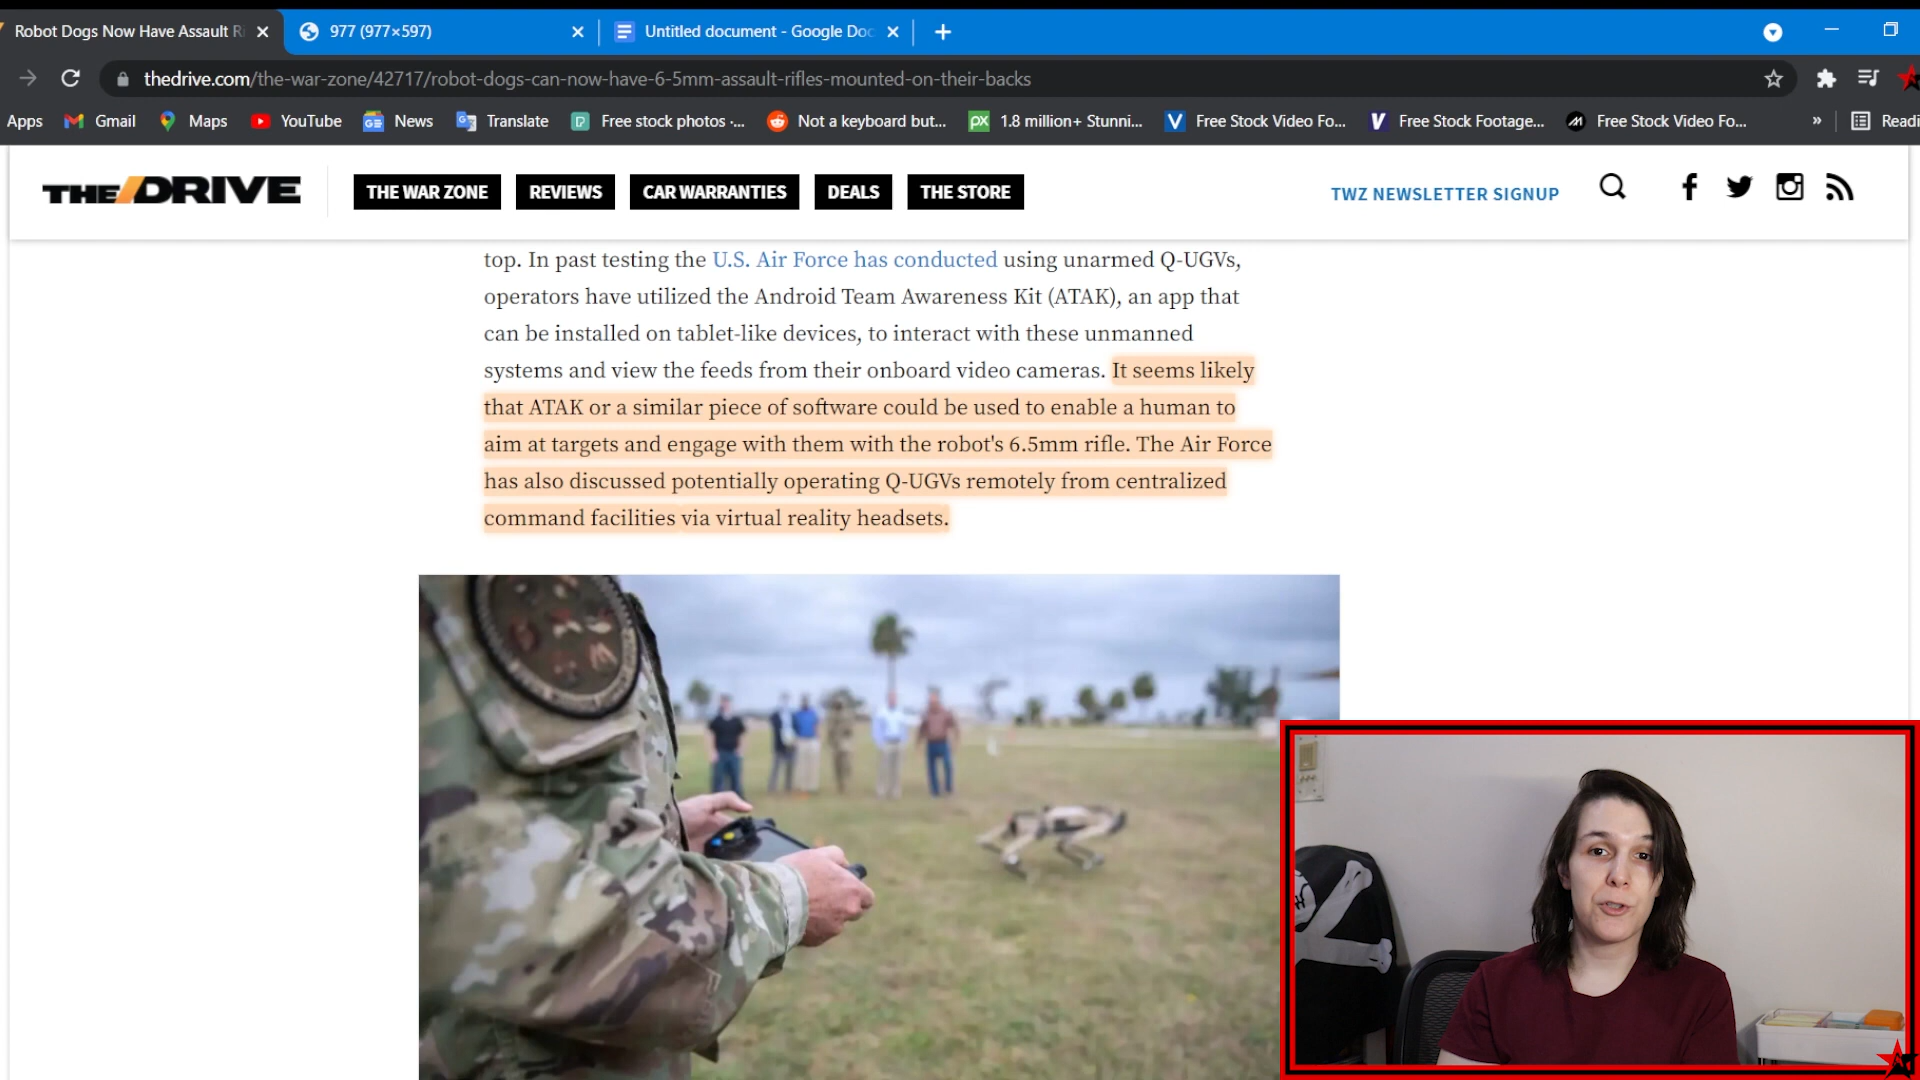 Robot Dogs Now Have Assault Ri
977 (977×597)
Untitled document - Google Doc
thedrive.com/the-war-zone/42717/robot-dogs-can-now-have-6-5mm-assault-rifles-mounted-on-their-backs
Apps Gmail Maps YouTube News Translate Free stock photos ·... Not a keyboard but... px 1.8 million+ Stunni... Free Stock Video Fo... Free Stock Footage... Free Stock Video Fo... » Readi
THE DRIVE
THE WAR ZONE REVIEWS CAR WARRANTIES DEALS THE STORE
TWZ NEWSLETTER SIGNUP
top. In past testing the U.S. Air Force has conducted using unarmed Q-UGVs,
operators have utilized the Android Team Awareness Kit (ATAK), an app that
can be installed on tablet-like devices, to interact with these unmanned
systems and view the feeds from their onboard video cameras. It seems likely
that ATAK or a similar piece of software could be used to enable a human to
aim at targets and engage with them with the robot's 6.5mm rifle. The Air Force
has also discussed potentially operating Q-UGVs remotely from centralized
command facilities via virtual reality headsets.